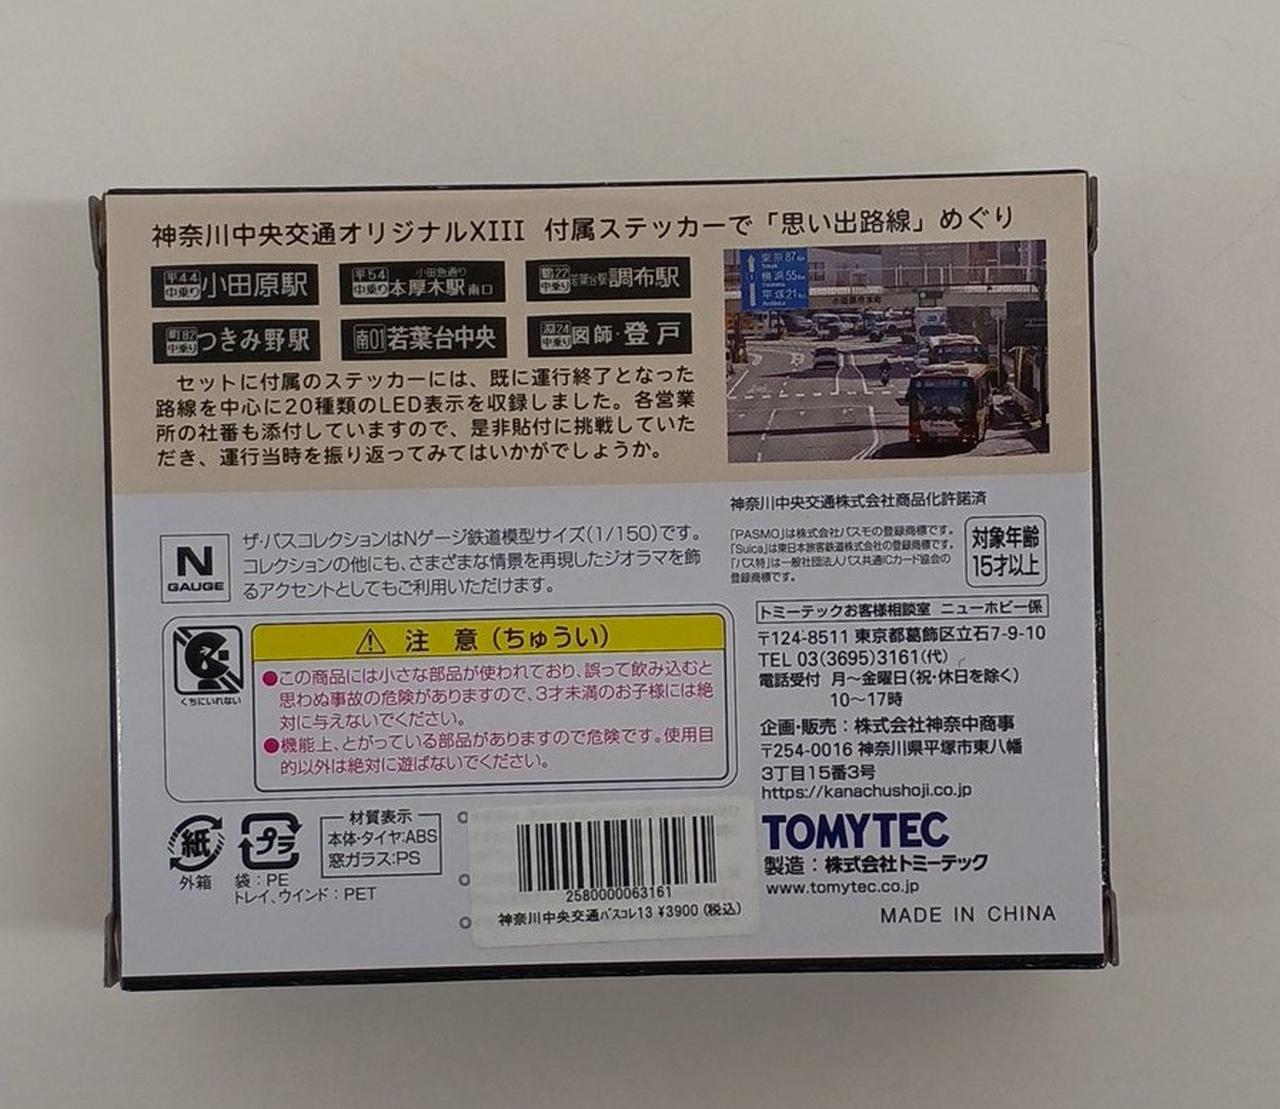 神奈川中央交通オリジナルXIII 付属ステッカーで「思い出路線」めぐり
平44 中乗り 小田原駅
平54 中乗り 小田急通り 本厚木駅 南口
鶴22 中乗り 若葉台駅 調布駅
町82 中乗り つきみ野駅
南01 若葉台中央
淵24 中乗り 図師・登戸
東京 87km
横浜 55km
平塚 21km
セットに付属のステッカーには、既に運行終了となった
路線を中心に20種類のLED表示を収録しました。各営業
所の社番も添付していますので、是非貼付に挑戦していた
だき、運行当時を振り返ってみてはいかがでしょうか。
神奈川中央交通株式会社商品化許諾済
N
GAUGE
ザ・バスコレクションはNゲージ鉄道模型サイズ(1/150)です。
コレクションの他にも、さまざまな情景を再現したジオラマを飾
るアクセントとしてもご利用いただけます。
「PASMO」は株式会社パスモの登録商標です。
「Suica」は東日本旅客鉄道株式会社の登録商標です。
「バス特」は一般社団法人バス共通ICカード協会の
登録商標です。
対象年齢
15才以上
くちにいれない
注 意(ちゅうい)
●この商品には小さな部品が使われており、誤って飲み込むと
思わぬ事故の危険がありますので、3才未満のお子様には絶
対に与えないでください。
●機能上、とがっている部品がありますので危険です。使用目
的以外は絶対に遊ばないでください。
トミーテックお客様相談室 ニューホビー係
〒124-8511 東京都葛飾区立石7-9-10
TEL 03(3695)3161(代)
電話受付 月～金曜日(祝・休日を除く)
10～17時
企画・販売：株式会社神奈中商事
〒254-0016 神奈川県平塚市東八幡
3丁目15番3号
https://kanachushoji.co.jp
TOMYTEC
製造：株式会社トミーテック
www.tomytec.co.jp
MADE IN CHINA
紙
外箱
プラ
袋：PE
トレイ、ウインド：PET
材質表示
本体・タイヤ:ABS
窓ガラス:PS
2580000063161
神奈川中央交通バスコレ13 ¥3900 (税込)